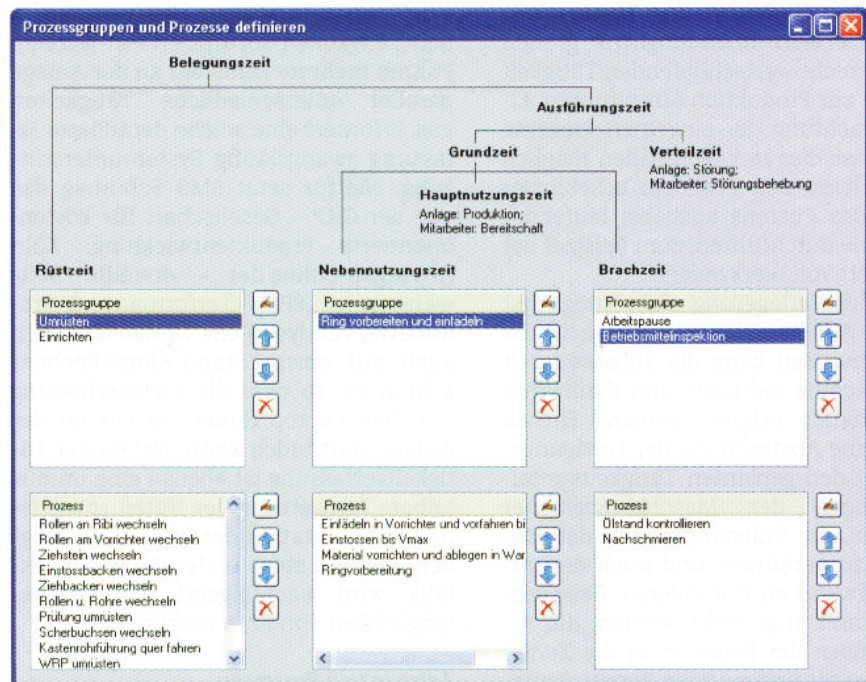 Prozessgruppen und Prozesse definieren
Belegungszeit
Ausführungszeit
Grundzeit
Verteilzeit
Anlage: Störung;
Mitarbeiter: Störungsbehebung
Hauptnutzungszeit
Anlage: Produktion;
Mitarbeiter: Bereitschaft
Rüstzeit
Prozessgruppe
Umrüsten
Einrichten
Nebennutzungszeit
Prozessgruppe
Ring vorbereiten und einfädeln
Brachzeit
Prozessgruppe
Arbeitspause
Betriebsmittelinspektion
Prozess
Rollen an Ribi wechseln
Rollen am Vorrichter wechseln
Ziehstein wechseln
Einstossbacken wechseln
Ziehbacken wechseln
Rollen u. Rohre wechseln
Prüfung umrüsten
Scherbuchsen wechseln
Kastenrohrführung quer fahren
WRP umrüsten
Prozess
Einfädeln in Vorrichter und vorfahren bi
Einstossen bis Vmax
Material vorrichten und ablegen in War
Ringvorbereitung
Prozess
Ölstand kontrollieren
Nachschmieren